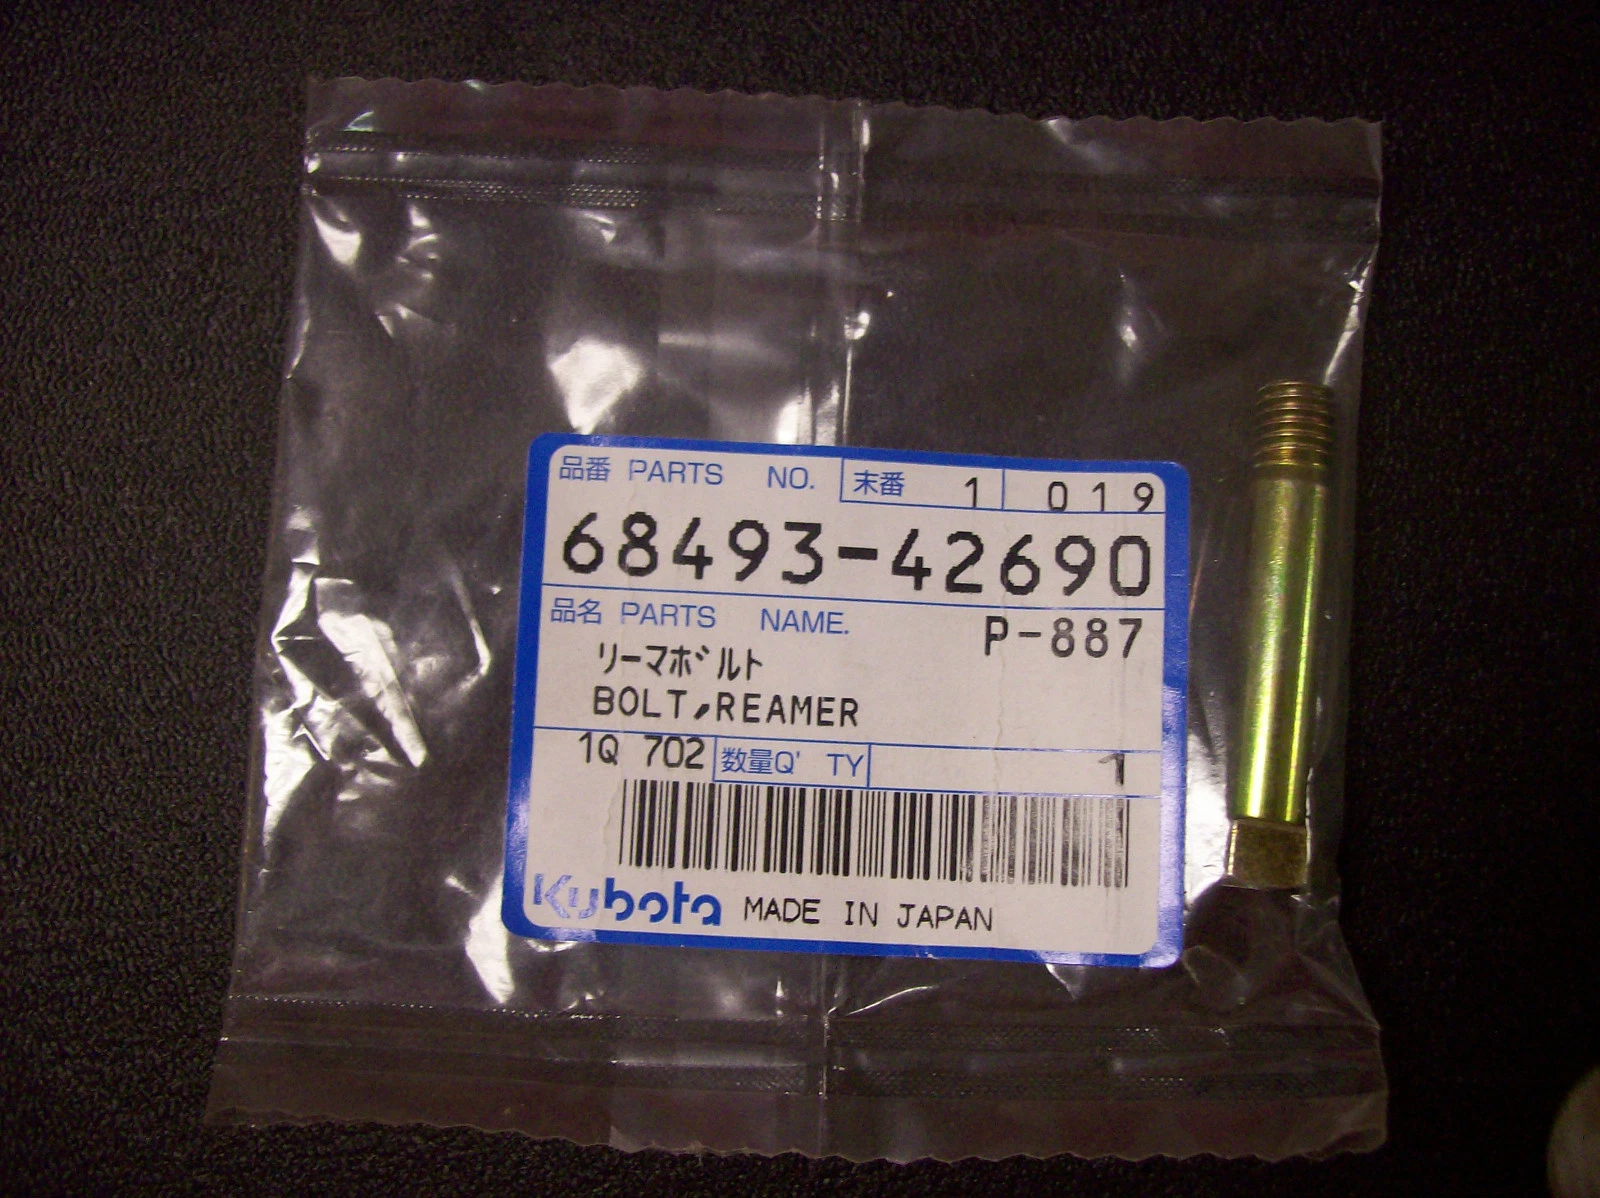 品番 PARTS NO. 末番 1 019
68493-42690
品名 PARTS NAME. P-887
リーマボルト
BOLT,REAMER
1Q 702 数量Q'TY 1
Kubota MADE IN JAPAN